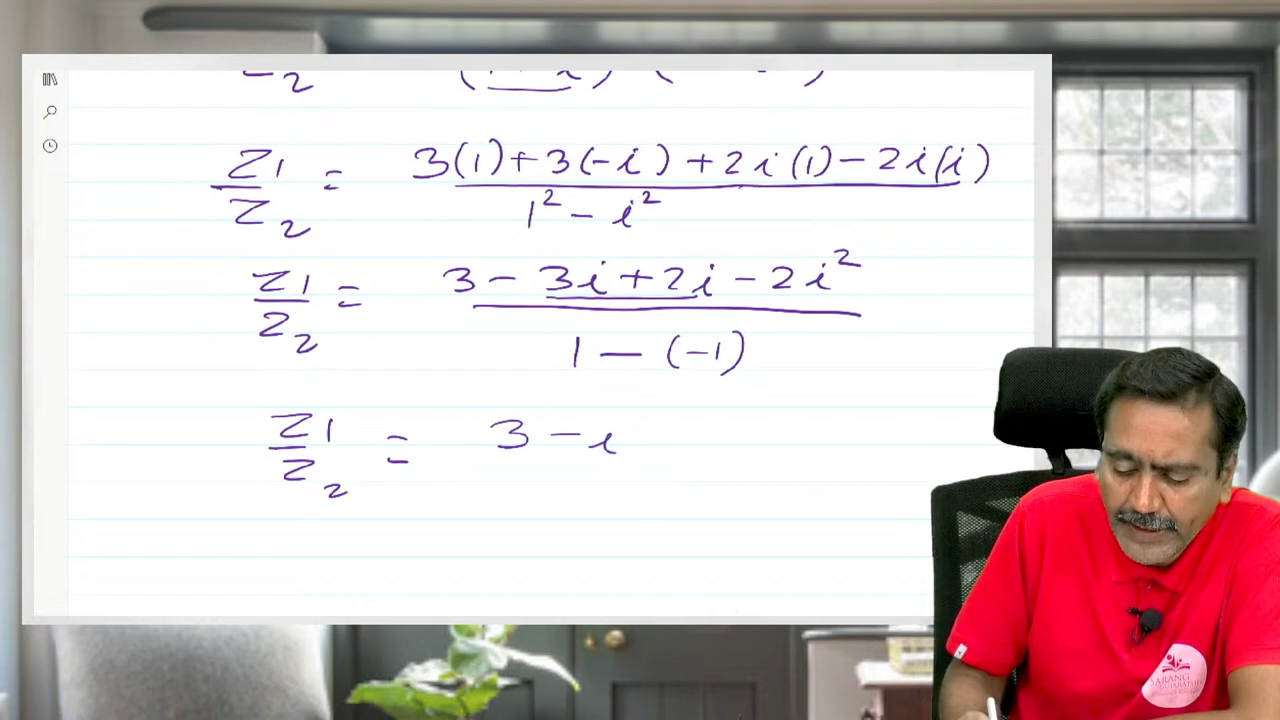 Z1/Z2 = (3(1)+3(-i)+2i(1)-2i(i))/(1²-i²)
Z1/Z2 = (3-3i+2i-2i²)/(1-(-1))
Z1/Z2 = 3-i
SARANG